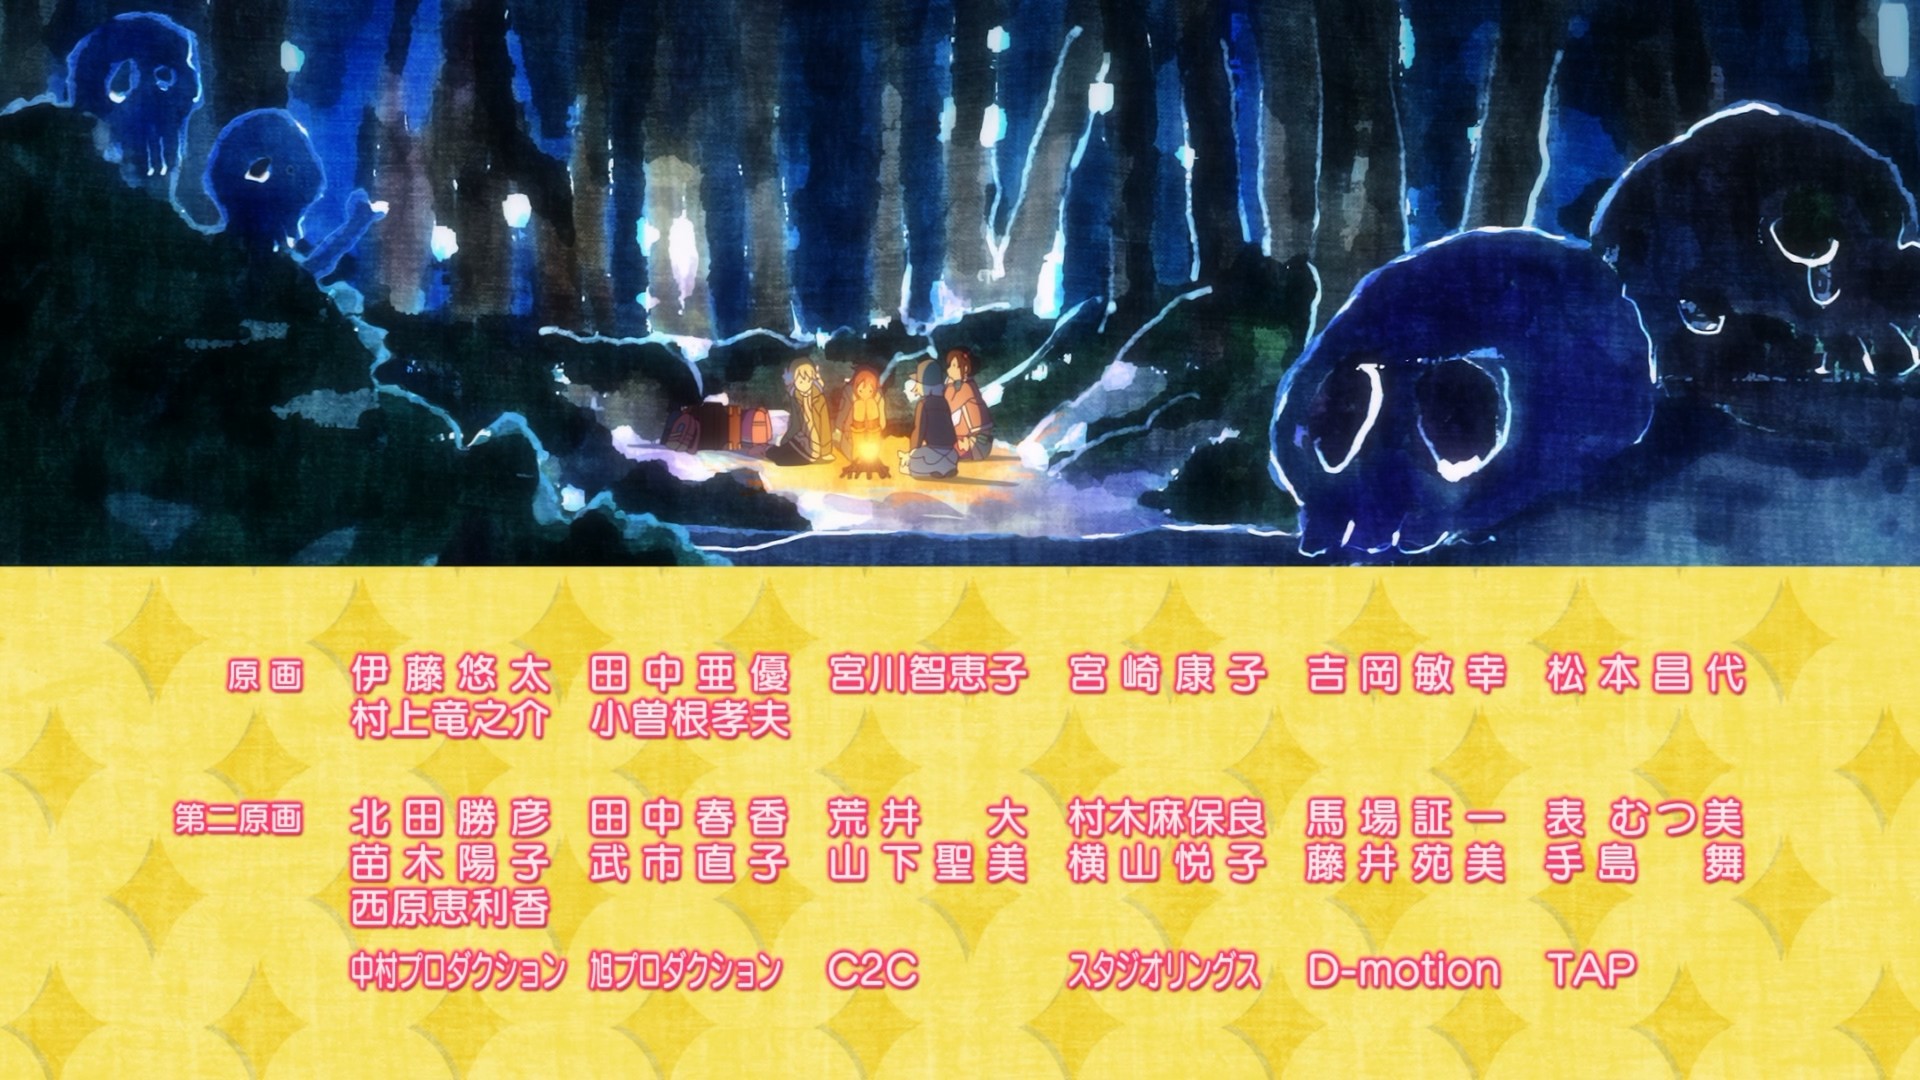 原画 伊藤悠太 田中亜優 宮川智恵子 宮崎康子 吉岡敏幸 松本昌代
村上竜之介 小曽根孝夫
第二原画 北田勝彦 田中春香 荒井 大 村木麻保良 馬場証一 表 むつ美
苗木陽子 武市直子 山下聖美 横山悦子 藤井苑美 手島 舞
西原恵利香
中村プロダクション 旭プロダクション C2C スタジオリングス D-motion TAP